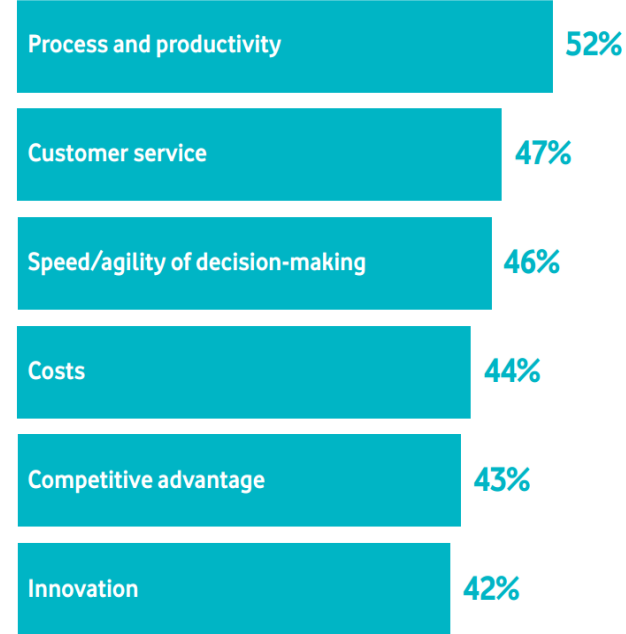 Process and productivity 52%
Customer service 47%
Speed/agility of decision-making 46%
Costs 44%
Competitive advantage 43%
Innovation 42%